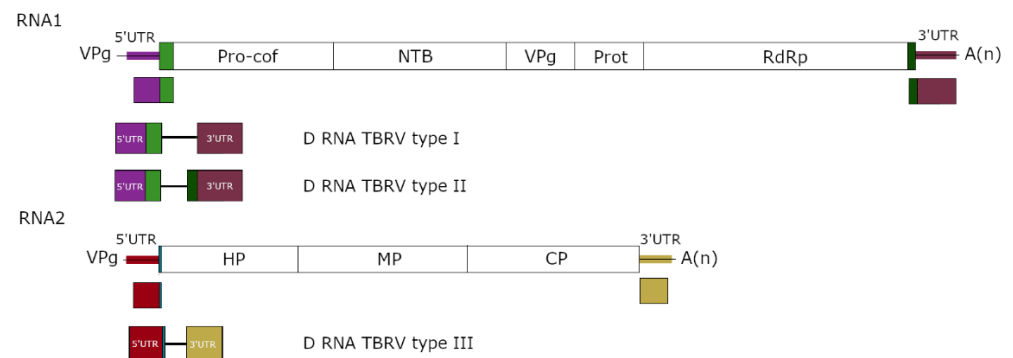 RNA1
5'UTR 3'UTR
VPg Pro-cof NTB VPg Prot RdRp A(n)
5'UTR 3'UTR D RNA TBRV type I
5'UTR 3'UTR D RNA TBRV type II
RNA2
5'UTR 3'UTR
VPg HP MP CP A(n)
5'UTR 3'UTR D RNA TBRV type III